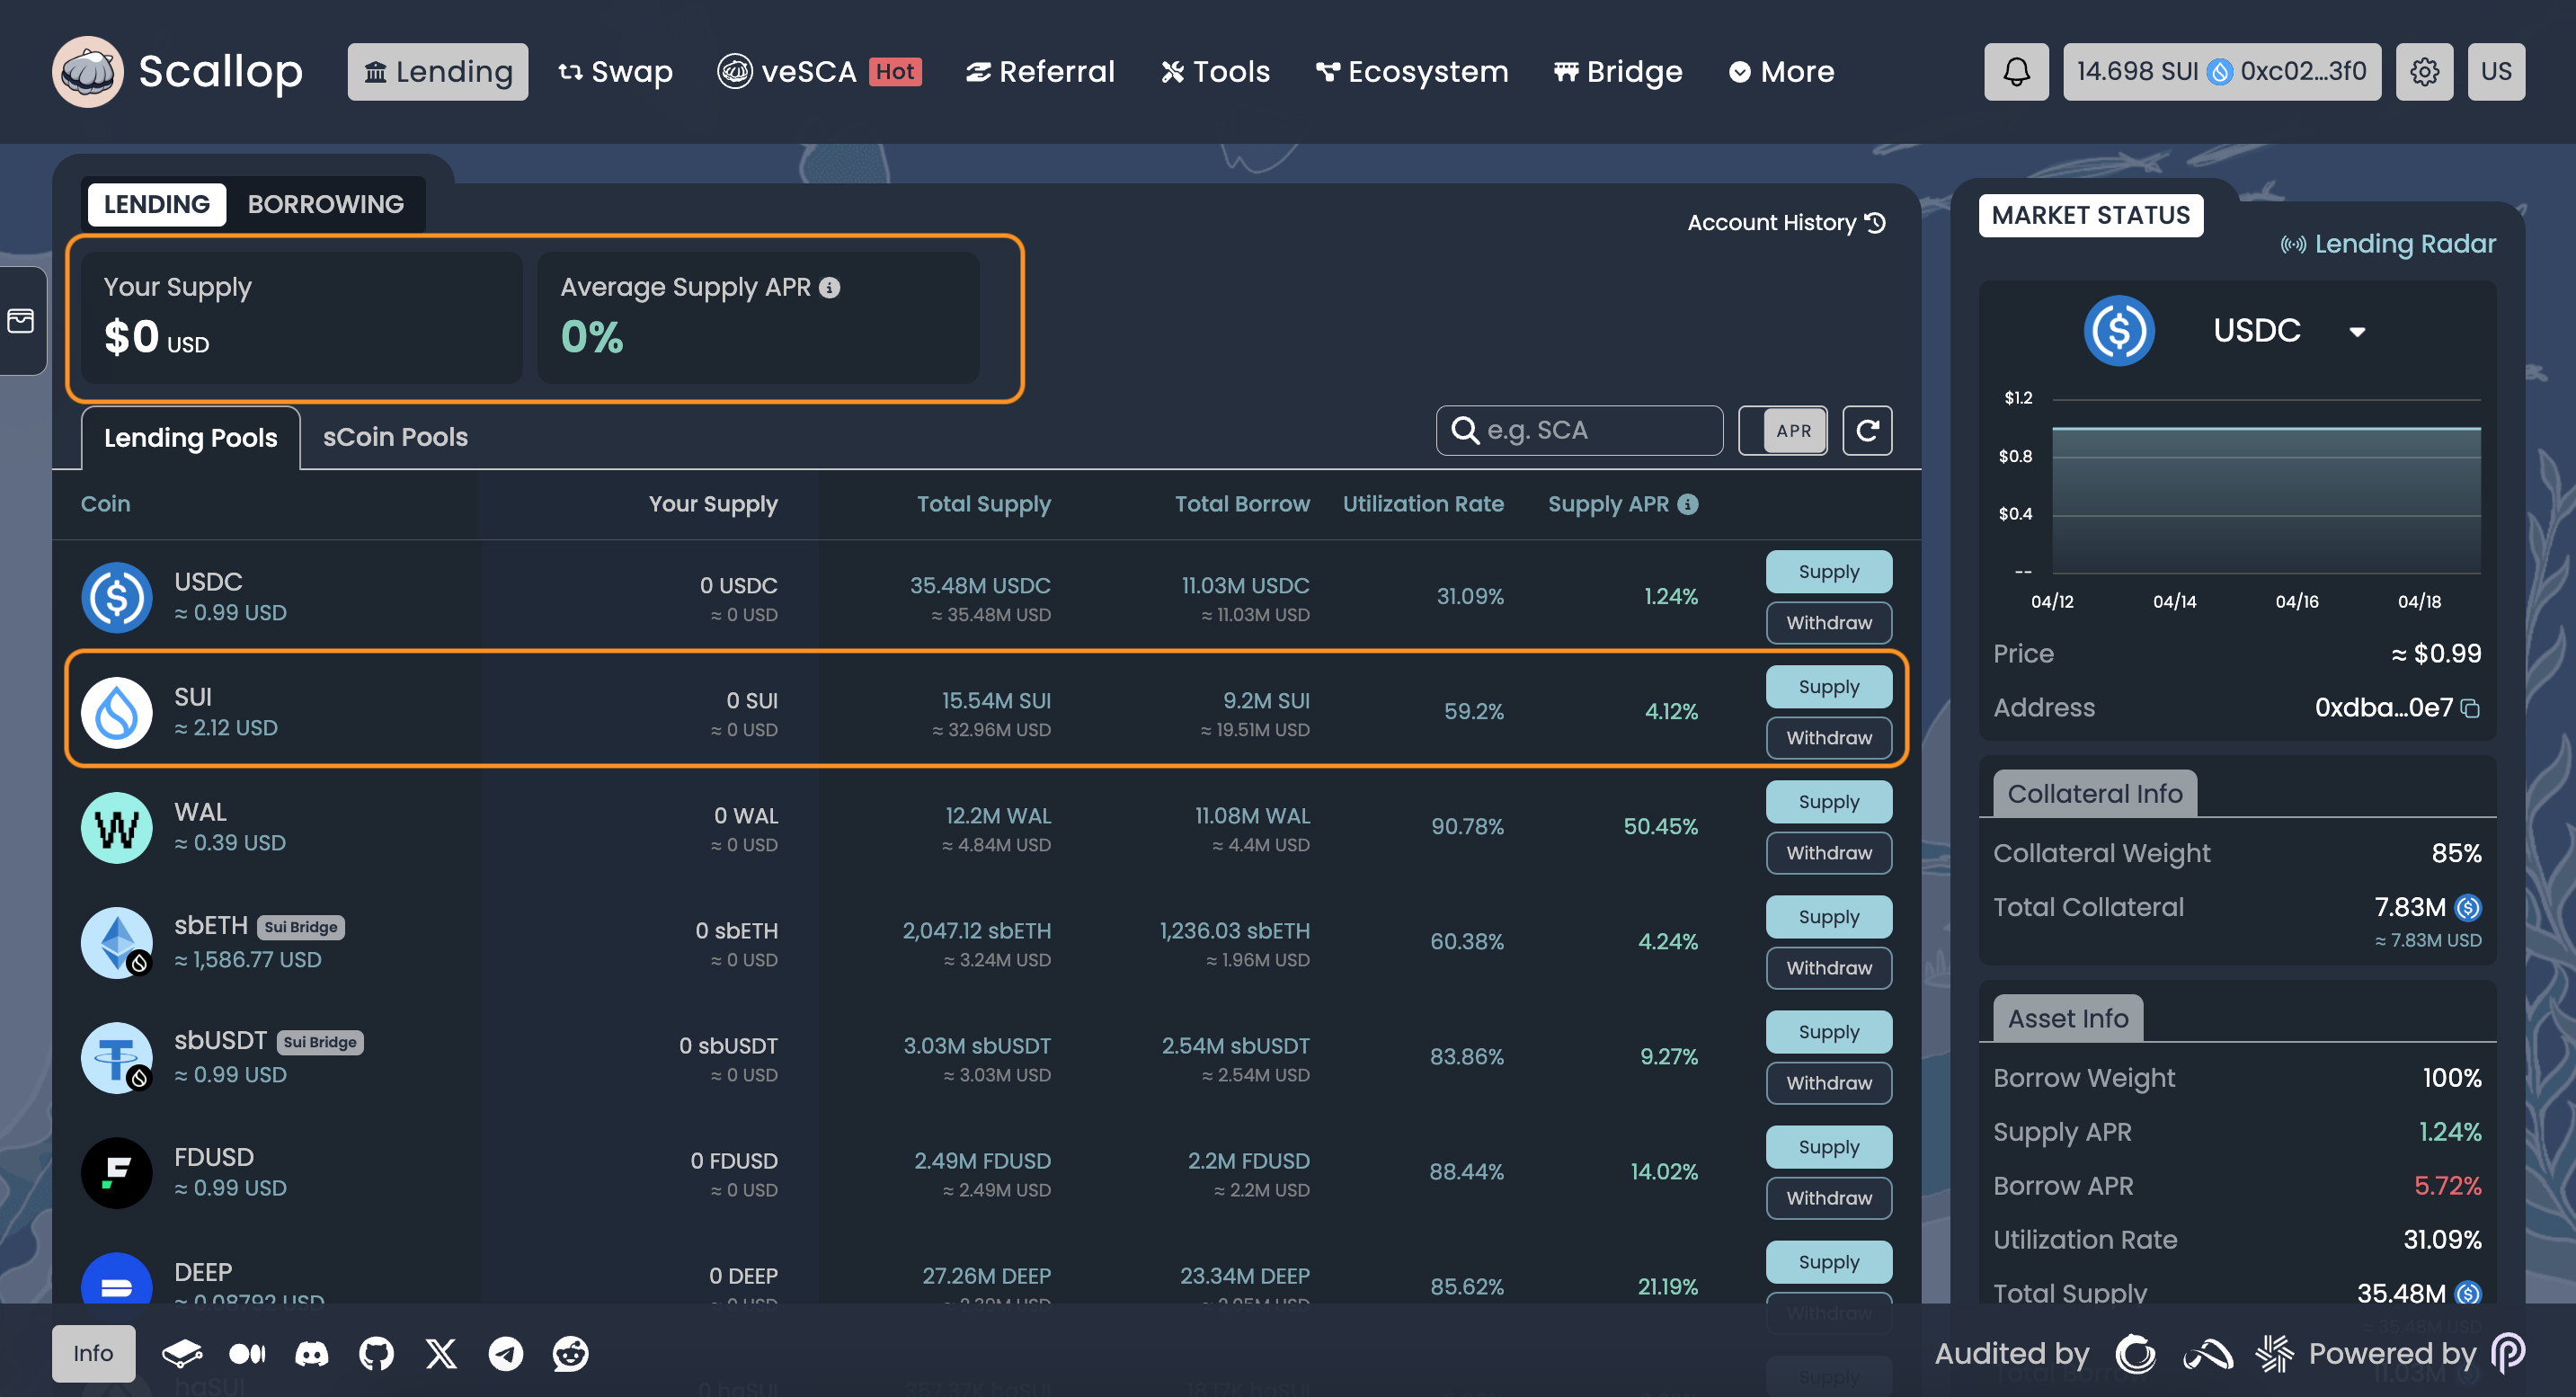 Scallop
Lending
Swap
veSCA Hot
Referral
Tools
Ecosystem
Bridge
More
14.698 SUI 0xc02...3f0
US
LENDING
BORROWING
Account History
Your Supply
$0 USD
Average Supply APR
0%
Lending Pools
sCoin Pools
e.g. SCA
APR
Coin Your Supply Total Supply Total Borrow Utilization Rate Supply APR
USDC 0 USDC 35.48M USDC 11.03M USDC 31.09% 1.24% Supply
≈ 0.99 USD ≈ 0 USD ≈ 35.48M USD ≈ 11.03M USD Withdraw
SUI 0 SUI 15.54M SUI 9.2M SUI 59.2% 4.12% Supply
≈ 2.12 USD ≈ 0 USD ≈ 32.96M USD ≈ 19.51M USD Withdraw
WAL 0 WAL 12.2M WAL 11.08M WAL 90.78% 50.45% Supply
≈ 0.39 USD ≈ 0 USD ≈ 4.84M USD ≈ 4.4M USD Withdraw
sbETH Sui Bridge 0 sbETH 2,047.12 sbETH 1,236.03 sbETH 60.38% 4.24% Supply
≈ 1,586.77 USD ≈ 0 USD ≈ 3.24M USD ≈ 1.96M USD Withdraw
sbUSDT Sui Bridge 0 sbUSDT 3.03M sbUSDT 2.54M sbUSDT 83.86% 9.27% Supply
≈ 0.99 USD ≈ 0 USD ≈ 3.03M USD ≈ 2.54M USD Withdraw
FDUSD 0 FDUSD 2.49M FDUSD 2.2M FDUSD 88.44% 14.02% Supply
≈ 0.99 USD ≈ 0 USD ≈ 2.49M USD ≈ 2.2M USD Withdraw
DEEP 0 DEEP 27.26M DEEP 23.34M DEEP 85.62% 21.19% Supply
≈ 0.08792 USD Withdraw
MARKET STATUS
Lending Radar
USDC
$1.2
$0.8
$0.4
--
04/12 04/14 04/16 04/18
Price ≈ $0.99
Address 0xdba...0e7
Collateral Info
Collateral Weight 85%
Total Collateral 7.83M
≈ 7.83M USD
Asset Info
Borrow Weight 100%
Supply APR 1.24%
Borrow APR 5.72%
Utilization Rate 31.09%
Total Supply 35.48M
≈ 35.48M USD
Info
Audited by
Powered by